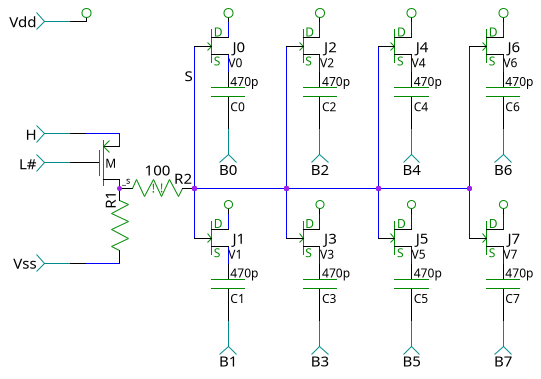 D D D D
Vdd J0 J2 J4 J6
S V0 S V2 S V4 S V6
S 470p 470p 470p 470p
C0 C2 C4 C6
H
L# M 100 B0 B2 B4 B6
_s R2
R1
D D D D
J1 J3 J5 J7
S V1 S V3 S V5 S V7
Vss 470p 470p 470p 470p
C1 C3 C5 C7
B1 B3 B5 B7